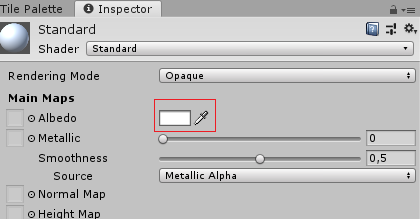 Tile Palette Inspector
Standard
Shader Standard
Rendering Mode Opaque
Main Maps
Albedo
Metallic 0
Smoothness 0,5
Source Metallic Alpha
Normal Map
Height Map